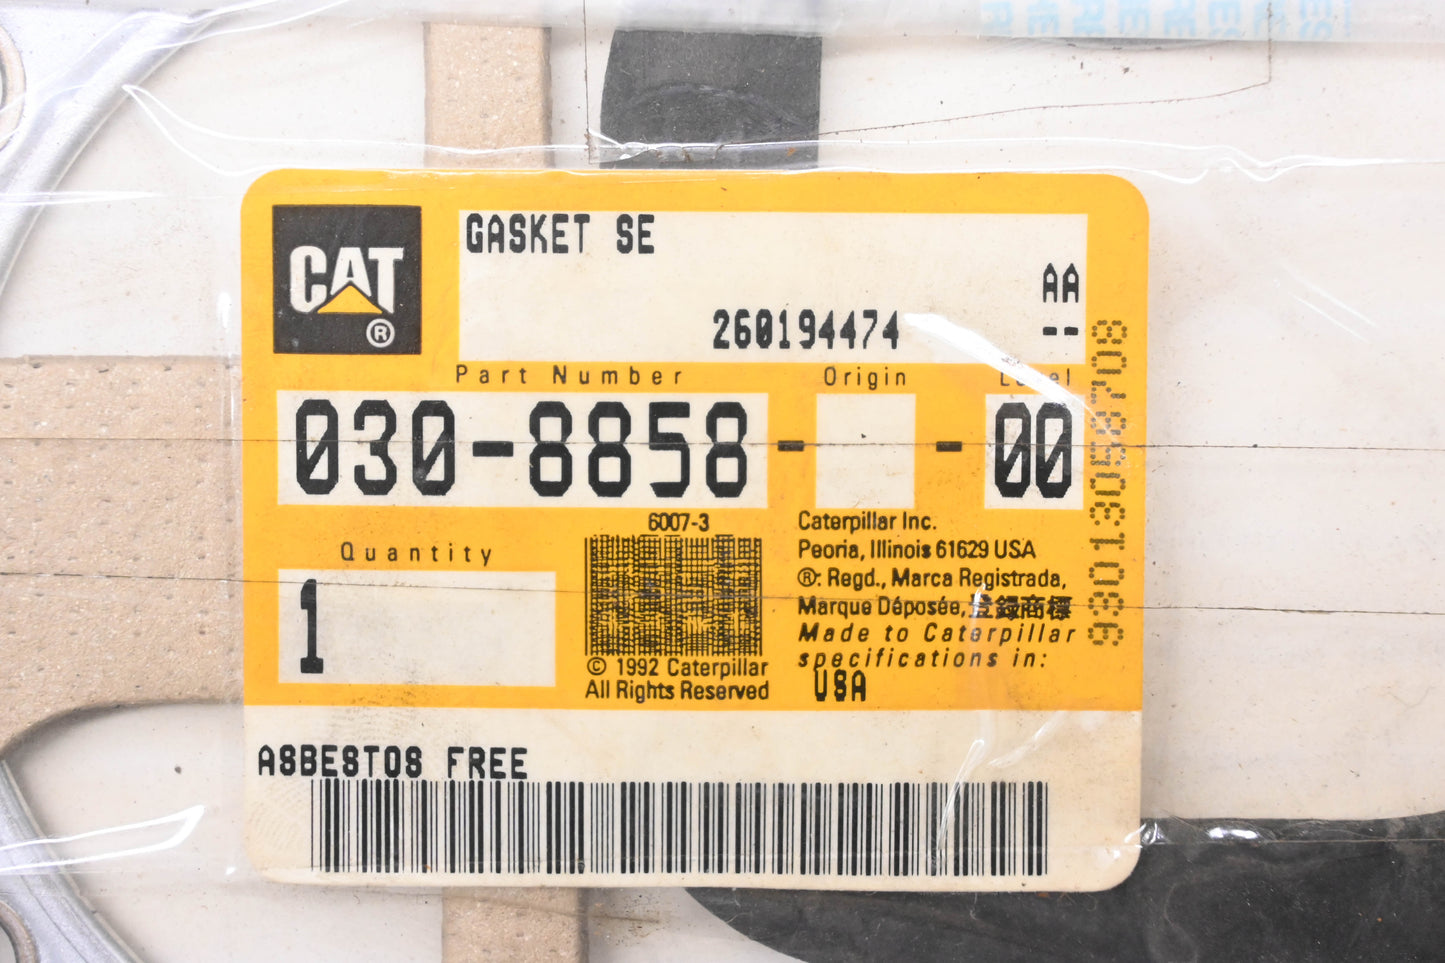 CAT
®
GASKET SE
AA
260194474 --
Part Number Origin Level
030-8858- - 00
93013058708
6007-3
Quantity
1
© 1992 Caterpillar
All Rights Reserved
Caterpillar Inc.
Peoria, Illinois 61629 USA
®: Regd., Marca Registrada,
Marque Déposée, 登録商標
Made to Caterpillar
specifications in:
USA
ASBESTOS FREE